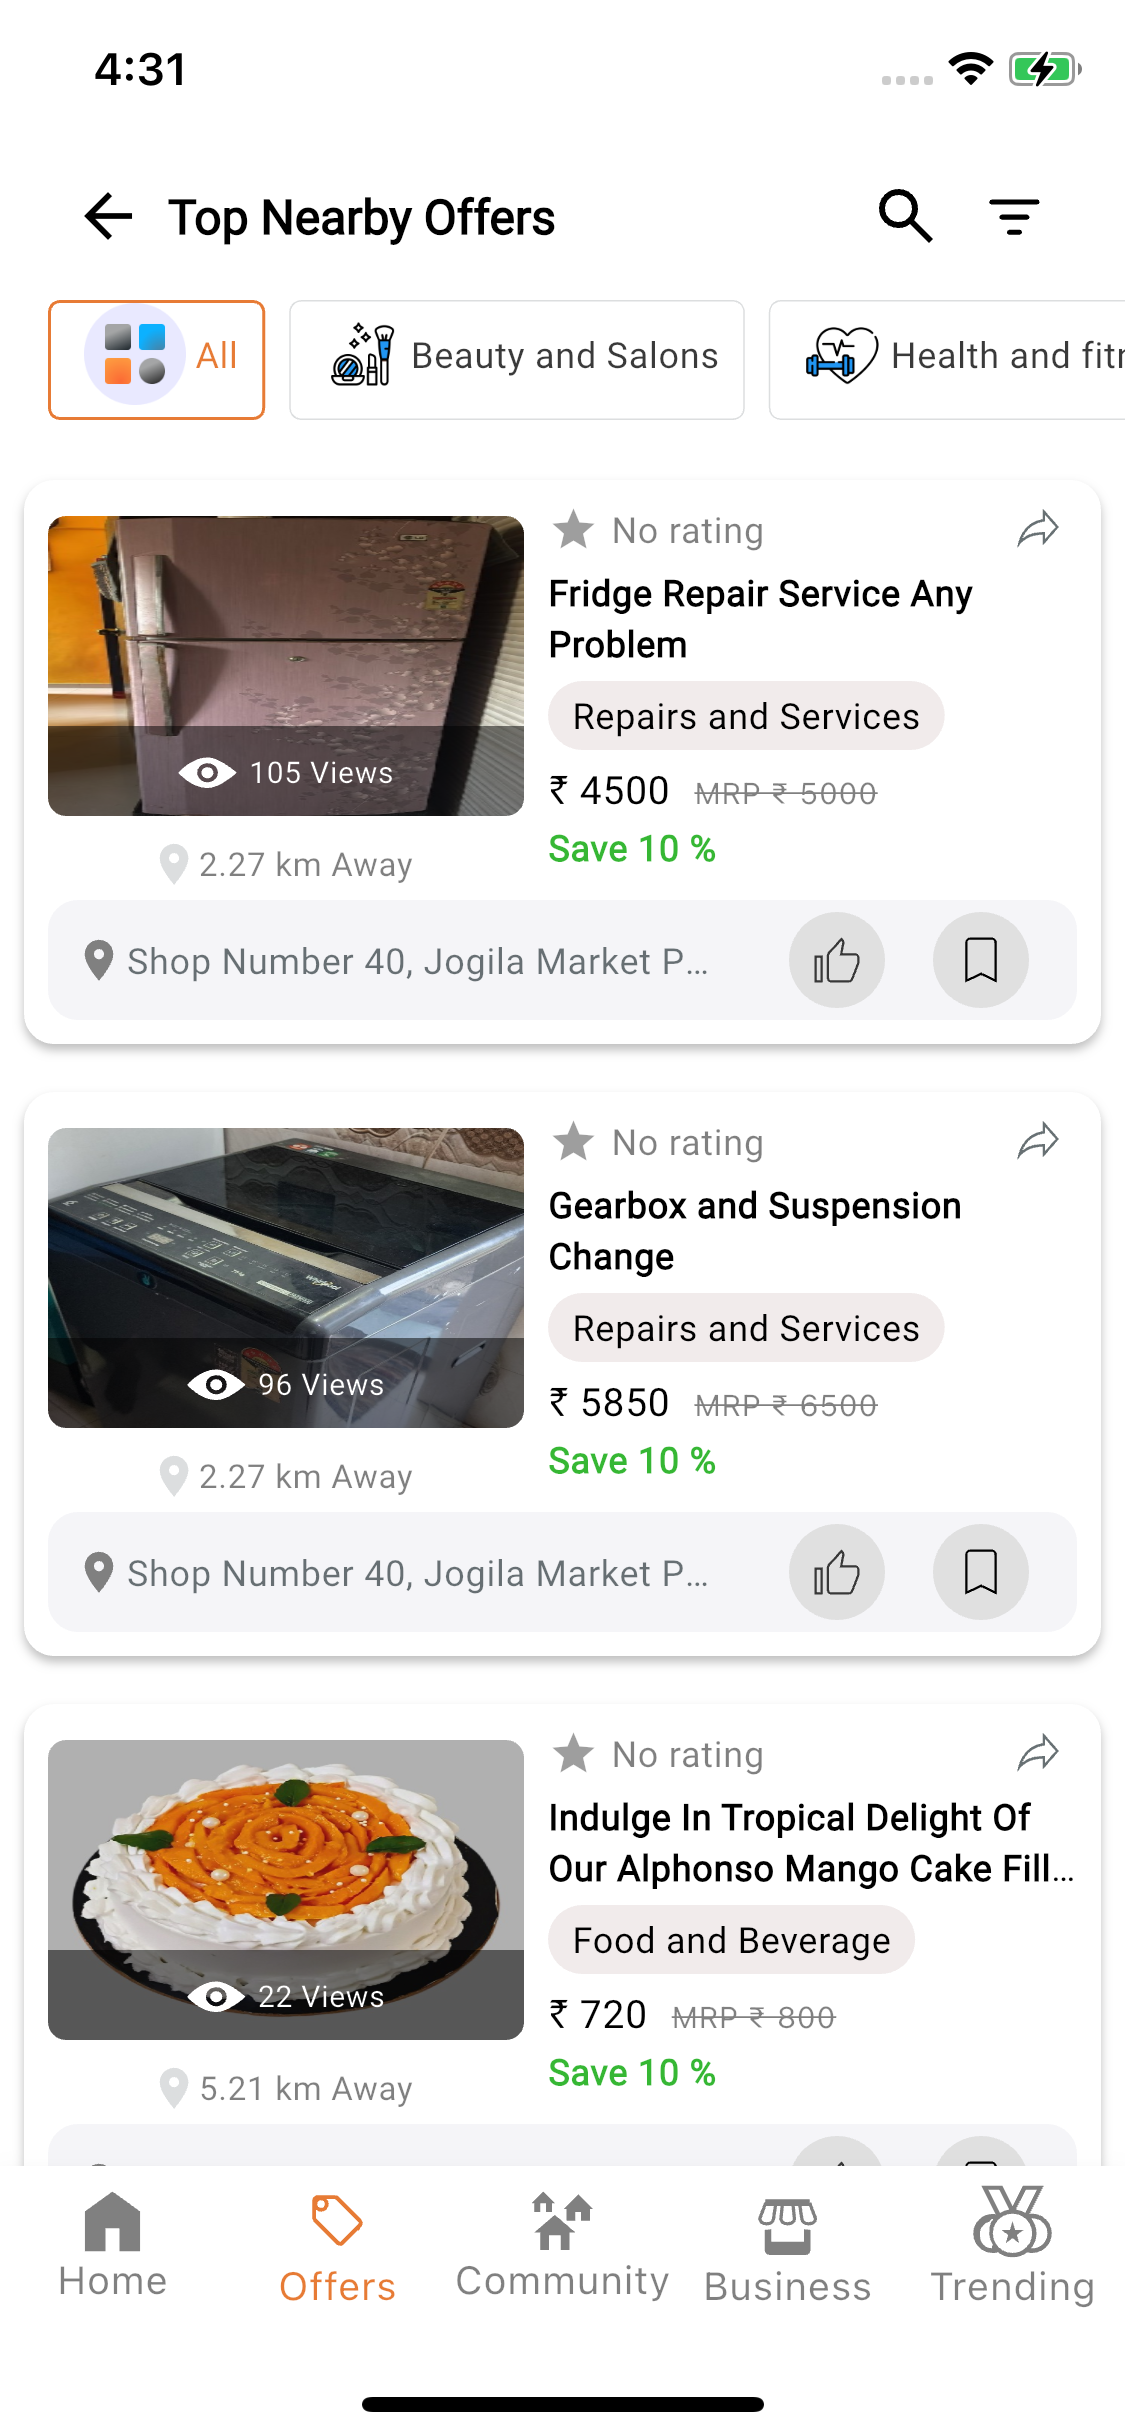 4:31
Top Nearby Offers
All
Beauty and Salons
Health and fitr
No rating
Fridge Repair Service Any
Problem
Repairs and Services
₹ 4500 MRP ₹ 5000
Save 10 %
105 Views
2.27 km Away
Shop Number 40, Jogila Market P...
No rating
Gearbox and Suspension
Change
Repairs and Services
₹ 5850 MRP ₹ 6500
Save 10 %
96 Views
2.27 km Away
Shop Number 40, Jogila Market P...
No rating
Indulge In Tropical Delight Of
Our Alphonso Mango Cake Fill...
Food and Beverage
₹ 720 MRP ₹ 800
Save 10 %
22 Views
5.21 km Away
Home
Offers
Community
Business
Trending